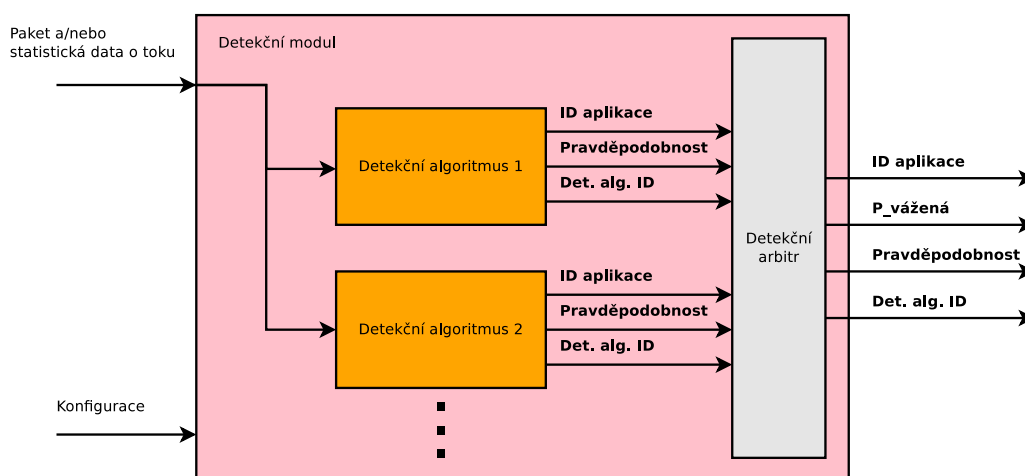 Paket a/nebo
statistická data o toku
Detekční modul
Detekční algoritmus 1
ID aplikace
Pravděpodobnost
Det. alg. ID
Detekční algoritmus 2
ID aplikace
Pravděpodobnost
Det. alg. ID
Detekční
arbitr
ID aplikace
P_vážená
Pravděpodobnost
Det. alg. ID
Konfigurace